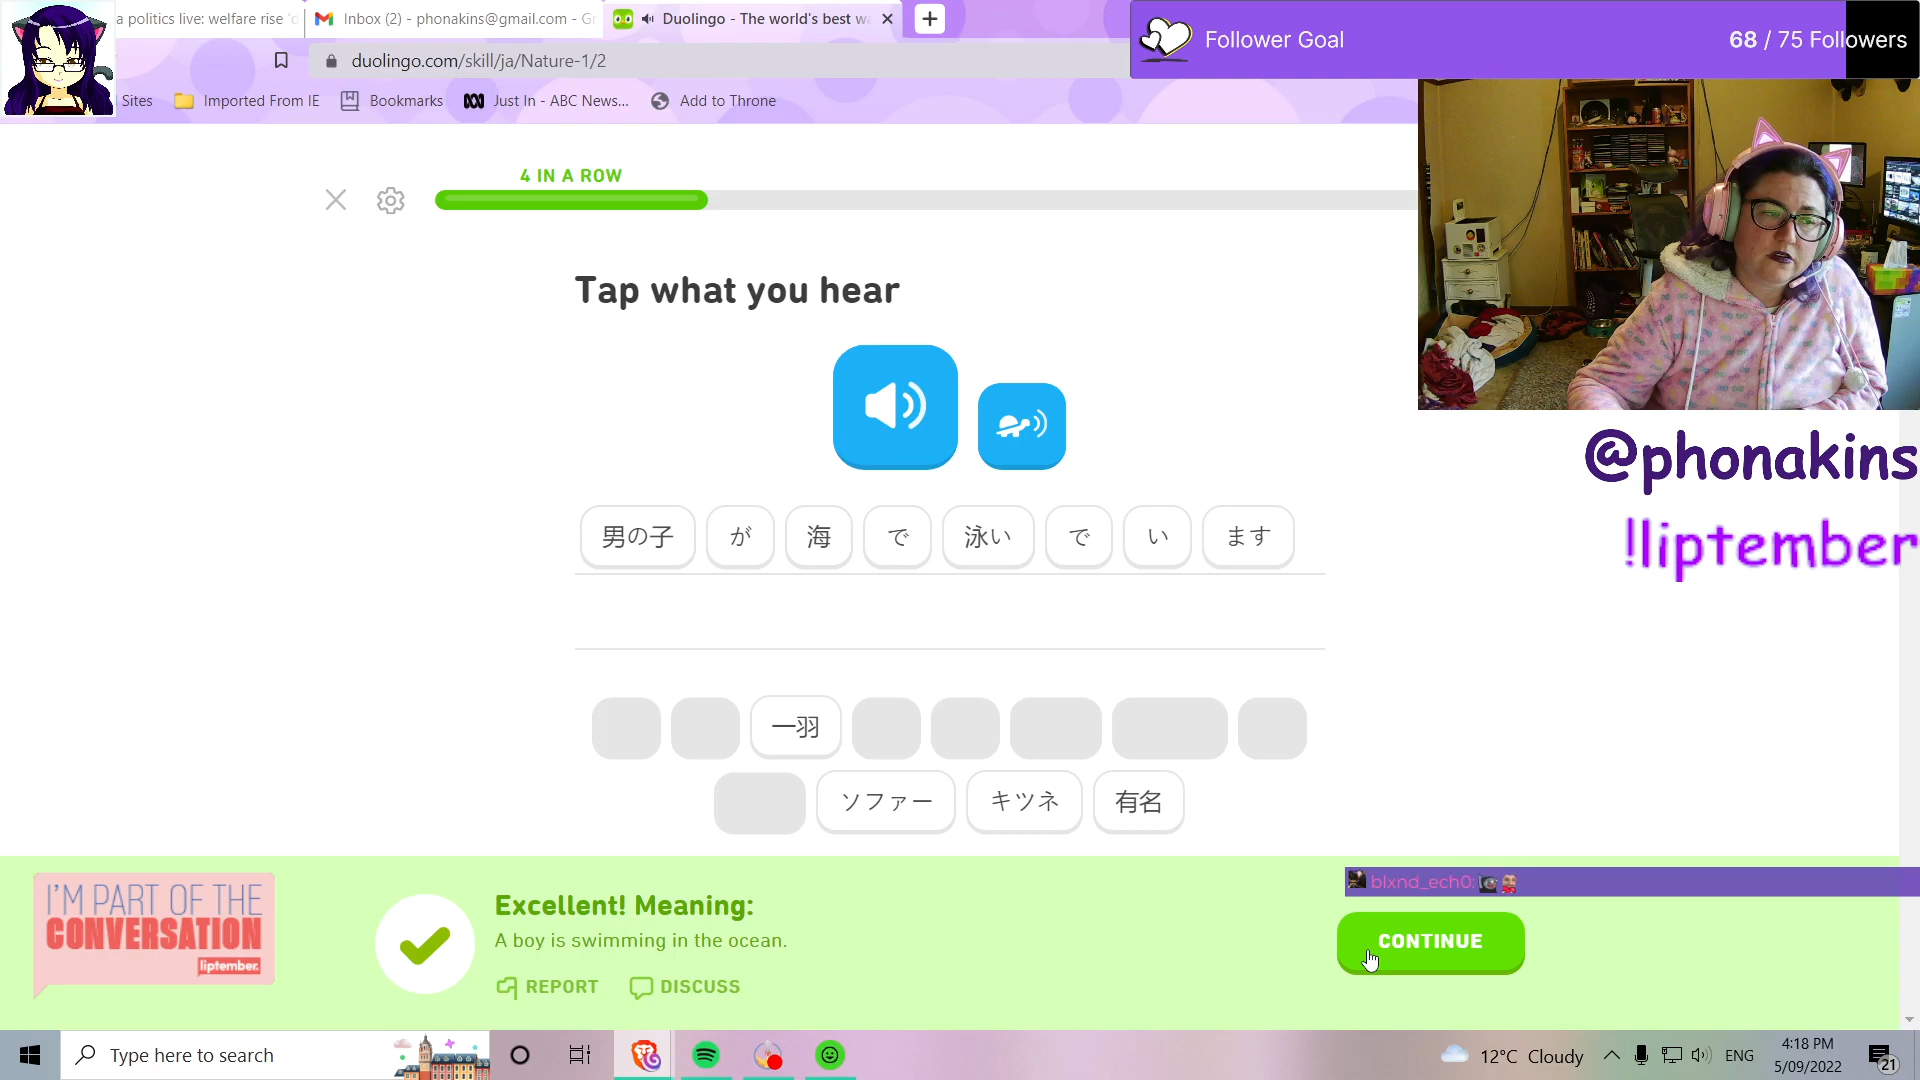 a politics live: welfare rise 'd
Inbox (2) - phonakins@gmail.com - Gr
Duolingo - The world's best wa
duolingo.com/skill/ja/Nature-1/2
Sites
Imported From IE
Bookmarks
Just In - ABC News...
Add to Throne
Follower Goal
68 / 75 Followers
4 IN A ROW
Tap what you hear
男の子 が 海 で 泳い で い ます
一羽
ソファー キツネ 有名
@phonakins
!liptember
I'M PART OF THE
CONVERSATION
liptember.
Excellent! Meaning:
A boy is swimming in the ocean.
REPORT
DISCUSS
blxnd_ech0:
CONTINUE
Type here to search
12°C Cloudy
ENG
4:18 PM
5/09/2022
21